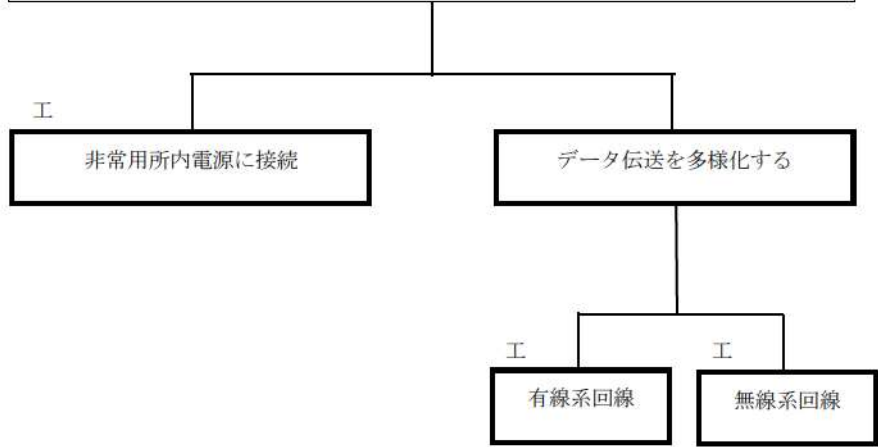 工
非常用所内電源に接続
データ伝送を多様化する
工
工
有線系回線
無線系回線